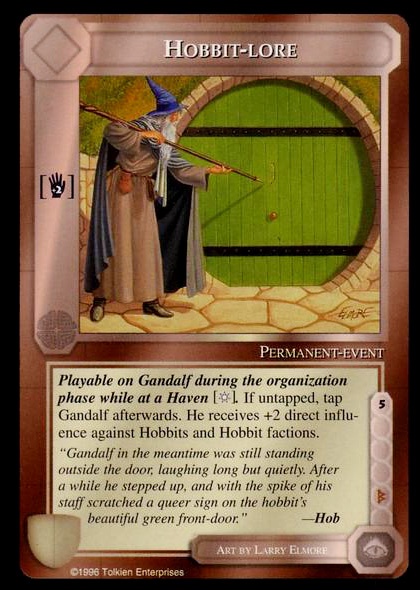 HOBBIT-LORE
[2]
ELMORE
PERMANENT-EVENT
Playable on Gandalf during the organization
phase while at a Haven [ ]. If untapped, tap
Gandalf afterwards. He receives +2 direct influ-
ence against Hobbits and Hobbit factions.
5
“Gandalf in the meantime was still standing
outside the door, laughing long but quietly. After
a while he stepped up, and with the spike of his
staff scratched a queer sign on the hobbit's
beautiful green front-door.” —Hob
ART BY LARRY ELMORE
©1996 Tolkien Enterprises